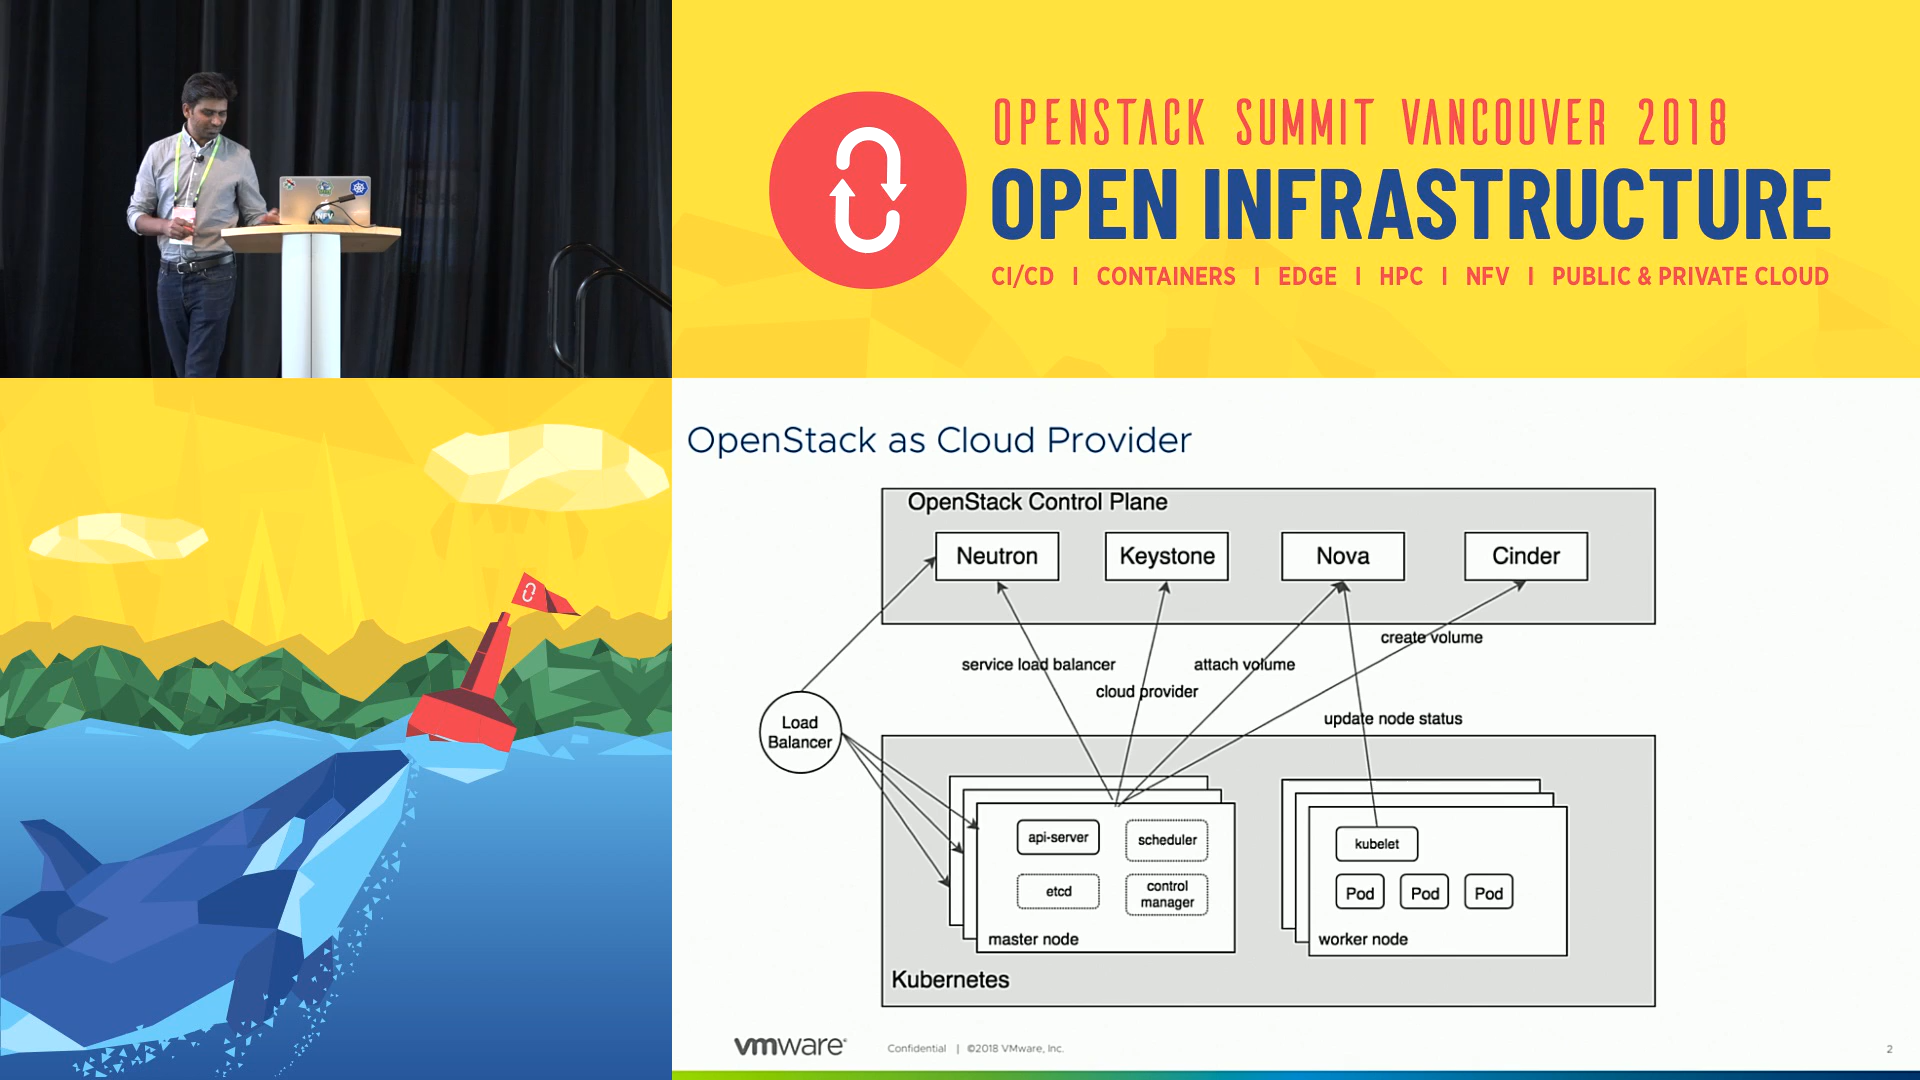 OPENSTACK SUMMIT VANCOUVER 2018
OPEN INFRASTRUCTURE
CI/CD | CONTAINERS | EDGE | HPC | NFV | PUBLIC & PRIVATE CLOUD
NFV
OpenStack as Cloud Provider
OpenStack Control Plane
Neutron
Keystone
Nova
Cinder
create volume
service load balancer
attach volume
cloud provider
update node status
Load
Balancer
api-server
scheduler
etcd
control
manager
master node
kubelet
Pod
Pod
Pod
worker node
Kubernetes
vmware
Confidential | ©2018 VMware, Inc.
2